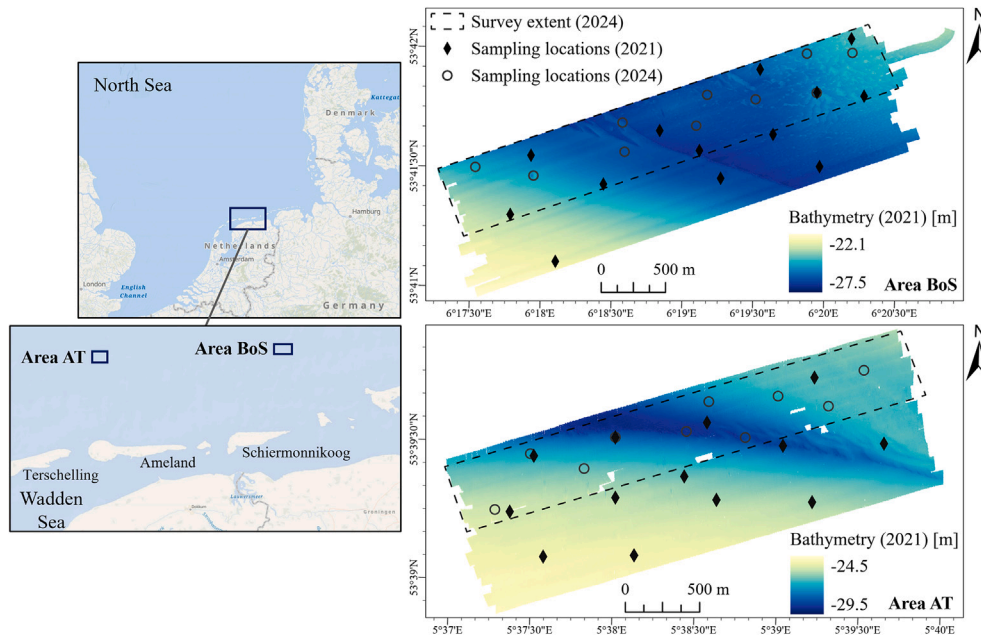 North Sea
Denmark
Kattegat
Hamburg
Netherlands
Amsterdam
London
English
Channel
Germany
Area AT
Area BoS
Terschelling
Ameland
Schiermonnikoog
Wadden
Sea
Groningen
Survey extent (2024)
Sampling locations (2021)
Sampling locations (2024)
N
53°42'N
53°41'30"N
53°41'N
0
500 m
Bathymetry (2021) [m]
-22.1
-27.5
Area BoS
6°17'30"E
6°18'E
6°18'30"E
6°19'E
6°19'30"E
6°20'E
6°20'30"E
N
53°39'30"N
53°39'N
0
500 m
Bathymetry (2021) [m]
-24.5
-29.5
Area AT
5°37'E
5°37'30"E
5°38'E
5°38'30"E
5°39'E
5°39'30"E
5°40'E